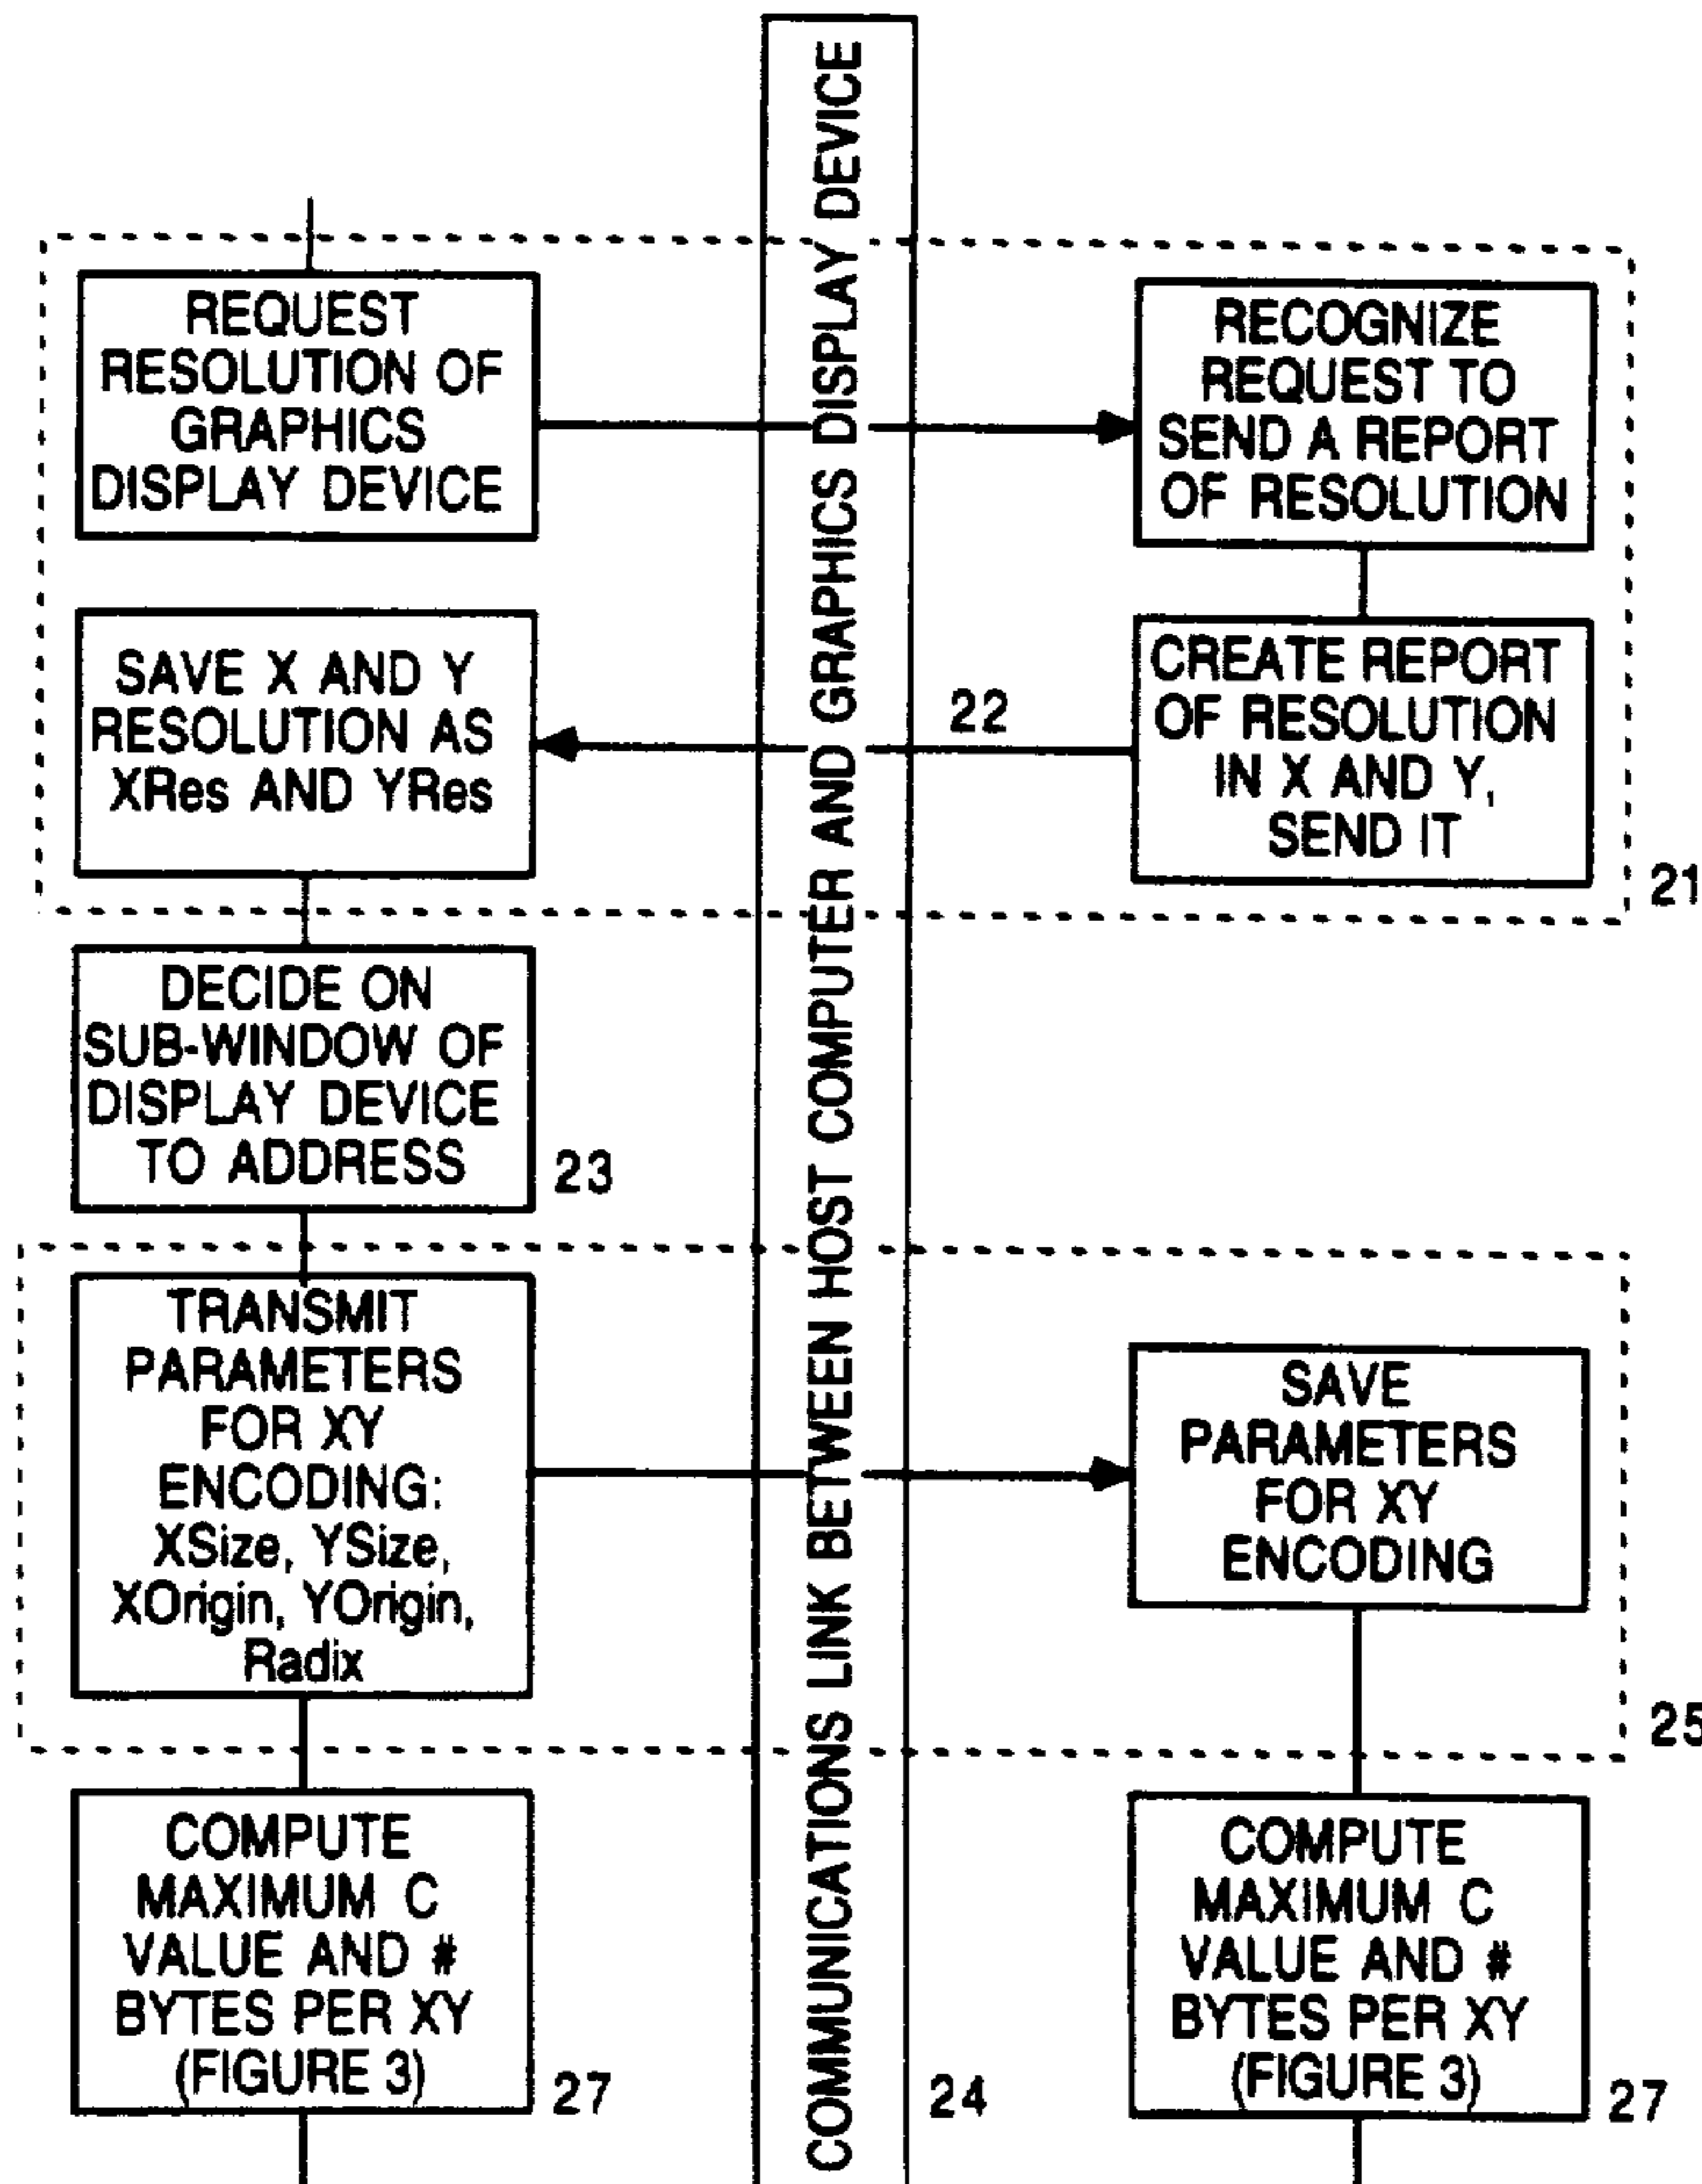 COMMUNICATIONS LINK BETWEEN HOST COMPUTER AND GRAPHICS DISPLAY DEVICE
REQUEST
RESOLUTION OF
GRAPHICS
DISPLAY DEVICE
RECOGNIZE
REQUEST TO
SEND A REPORT
OF RESOLUTION
SAVE X AND Y
RESOLUTION AS
XRes AND YRes
22
CREATE REPORT
OF RESOLUTION
IN X AND Y,
SEND IT
21
DECIDE ON
SUB-WINDOW OF
DISPLAY DEVICE
TO ADDRESS
23
TRANSMIT
PARAMETERS
FOR XY
ENCODING:
XSize, YSize,
XOrigin, YOrigin,
Radix
SAVE
PARAMETERS
FOR XY
ENCODING
25
COMPUTE
MAXIMUM C
VALUE AND #
BYTES PER XY
(FIGURE 3)
27
24
COMPUTE
MAXIMUM C
VALUE AND #
BYTES PER XY
(FIGURE 3)
27